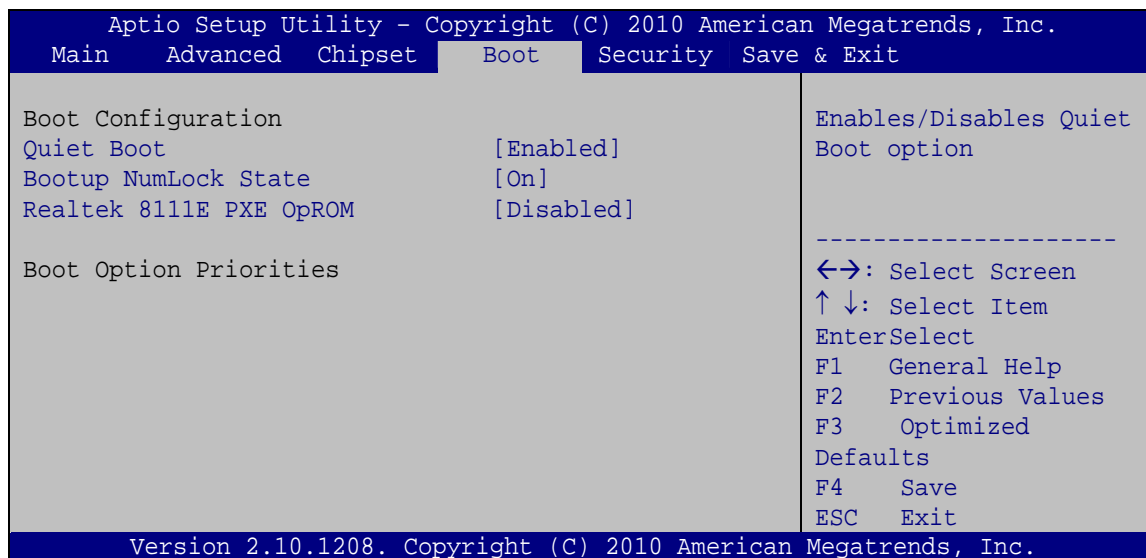 Aptio Setup Utility – Copyright (C) 2010 American Megatrends, Inc.
Main Advanced Chipset Boot Security Save & Exit
Boot Configuration
Quiet Boot [Enabled]
Bootup NumLock State [On]
Realtek 8111E PXE OpROM [Disabled]
Boot Option Priorities
Enables/Disables Quiet
Boot option
---------------------
←→: Select Screen
↑ ↓: Select Item
EnterSelect
F1 General Help
F2 Previous Values
F3 Optimized
Defaults
F4 Save
ESC Exit
Version 2.10.1208. Copyright (C) 2010 American Megatrends, Inc.